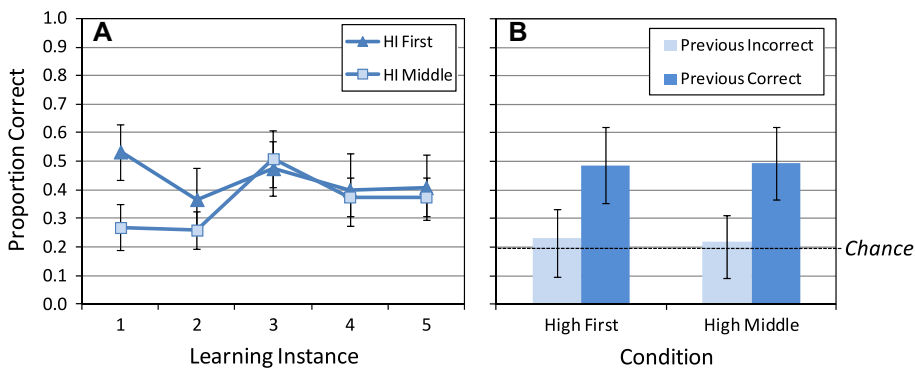 A
HI First
HI Middle
Proportion Correct
1.0
0.9
0.8
0.7
0.6
0.5
0.4
0.3
0.2
0.1
0.0
1 2 3 4 5
Learning Instance
B
Previous Incorrect
Previous Correct
Chance
High First High Middle
Condition